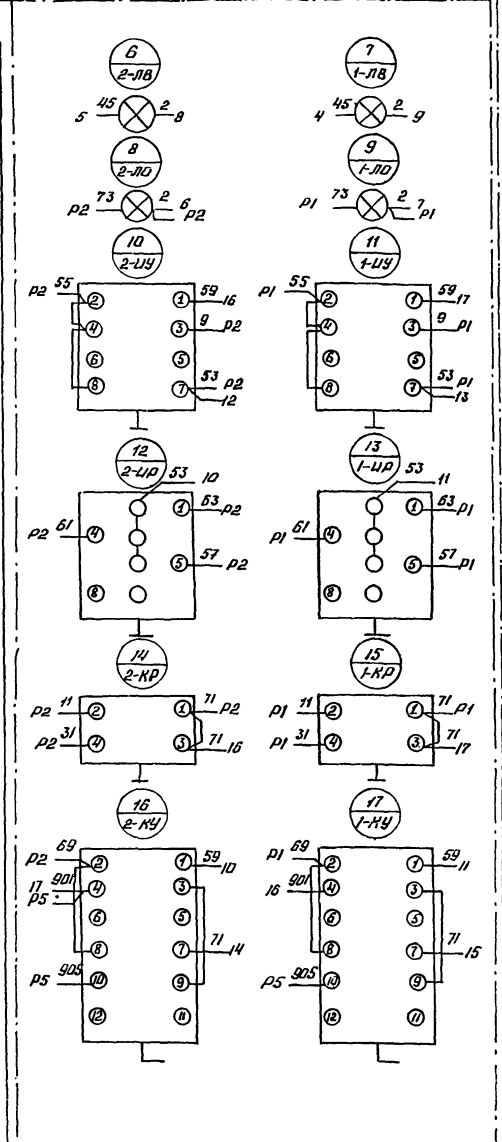 6
2-ЛВ
45 2
5 8
8
2-ЛО
73 2
Р2 6
Р2
10
2-ИУ
Р2 55
2 1 59 16
4 3 9 Р2
6 5
8 7 53 Р2
12
12
2-ИР
53 10
1 63 Р2
Р2 61 4
5 57 Р2
8
14
2-КР
Р2 11 2 1 71 Р2
Р2 31 4 3 71 16
16
2-КУ
Р2 69 2 1 59 10
17 901 4 3
Р5
6 5
8 7 71 14
Р5 905 10 9
12 11
7
1-ЛВ
45 2
4 9
9
1-ЛО
73 2
Р1 7
Р1
11
1-ИУ
Р1 55
2 1 59 17
4 3 9 Р1
6 5
8 7 53 Р1
13
13
1-ИР
53 11
1 63 Р1
Р1 61 4
5 57 Р1
8
15
1-КР
Р1 11 2 1 71 Р1
Р1 31 4 3 71 17
17
1-КУ
Р1 69 2 1 59 11
16 901 4 3
6 5
8 7 71 15
Р5 905 10 9
12 11